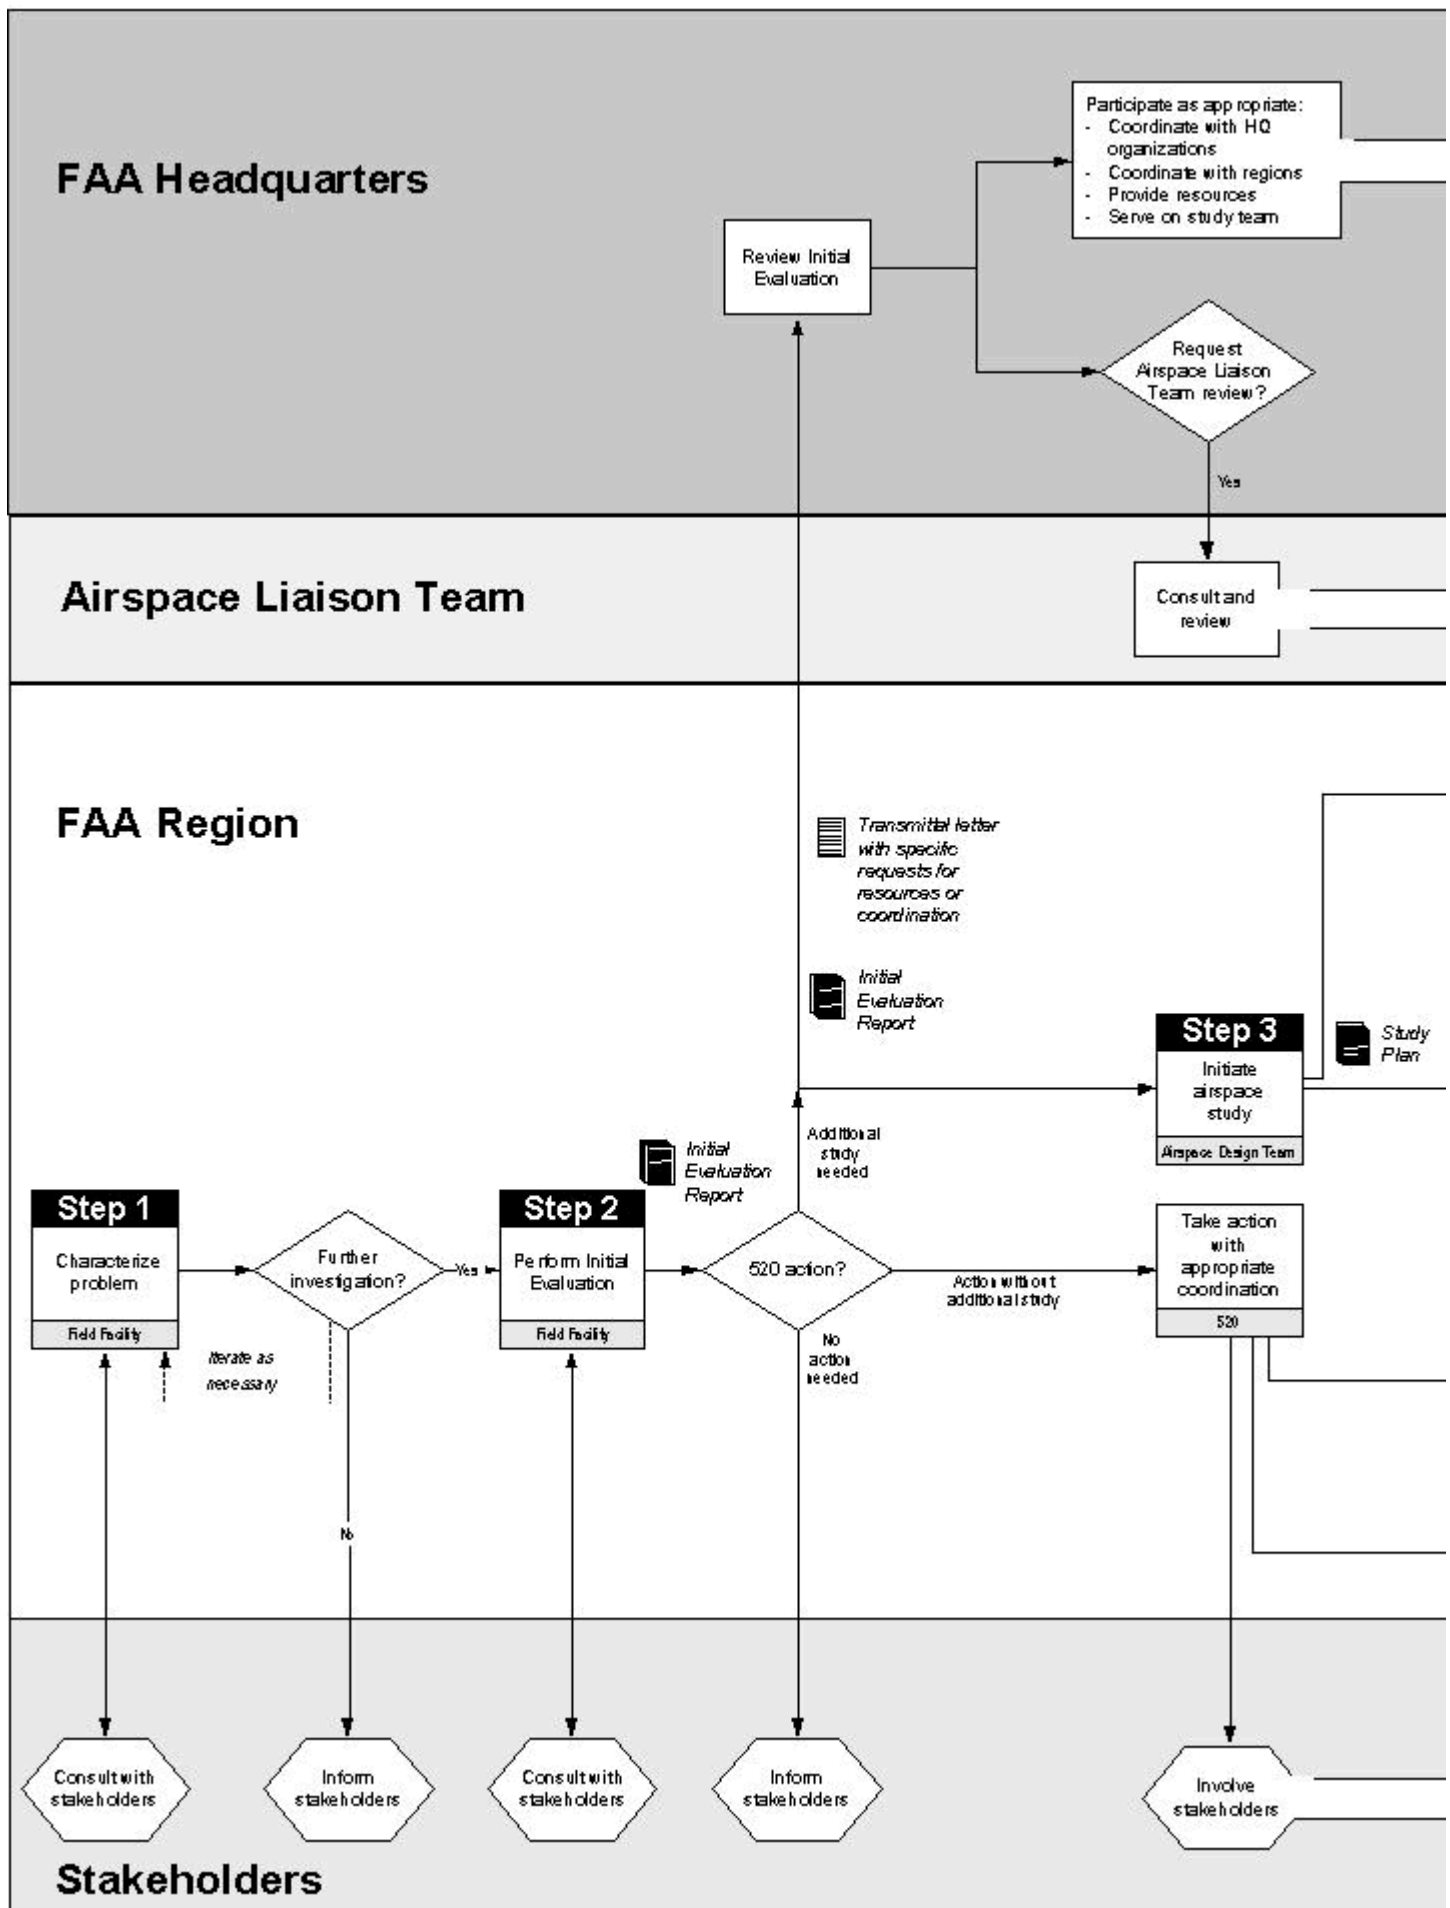 FAA Headquarters
Participate as appropriate:
- Coordinate with HQ
organizations
- Coordinate with regions
- Provide resources
- Serve on study team
Review Initial
Evaluation
Request
Airspace Liaison
Team review?
Yes
Airspace Liaison Team
Consult and
review
FAA Region
Transmittal letter
with specific
requests for
resources or
coordination
Initial
Evaluation
Report
Step 3
Initiate
airspace
study
Airspace Design Team
Study
Plan
Additional
study
needed
Initial
Evaluation
Report
Step 1
Characterize
problem
Field Facility
Further
investigation?
Yes
Step 2
Perform Initial
Evaluation
Field Facility
520 action?
Action without
additional study
Take action
with
appropriate
coordination
520
Iterate as
necessary
No
action
needed
No
Consult with
stakeholders
Inform
stakeholders
Consult with
stakeholders
Inform
stakeholders
Involve
stakeholders
Stakeholders